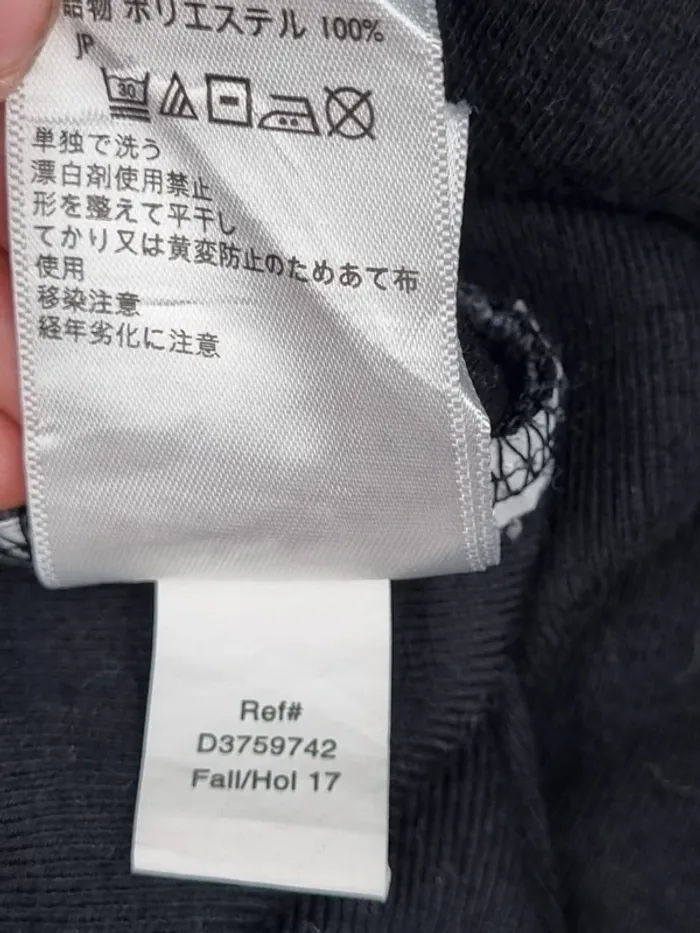 詰物 ポリエステル 100%
JP
30
単独で洗う
漂白剤使用禁止
形を整えて平干し
てかり又は黄変防止のためあて布
使用
移染注意
経年劣化に注意
Ref#
D3759742
Fall/Hol 17